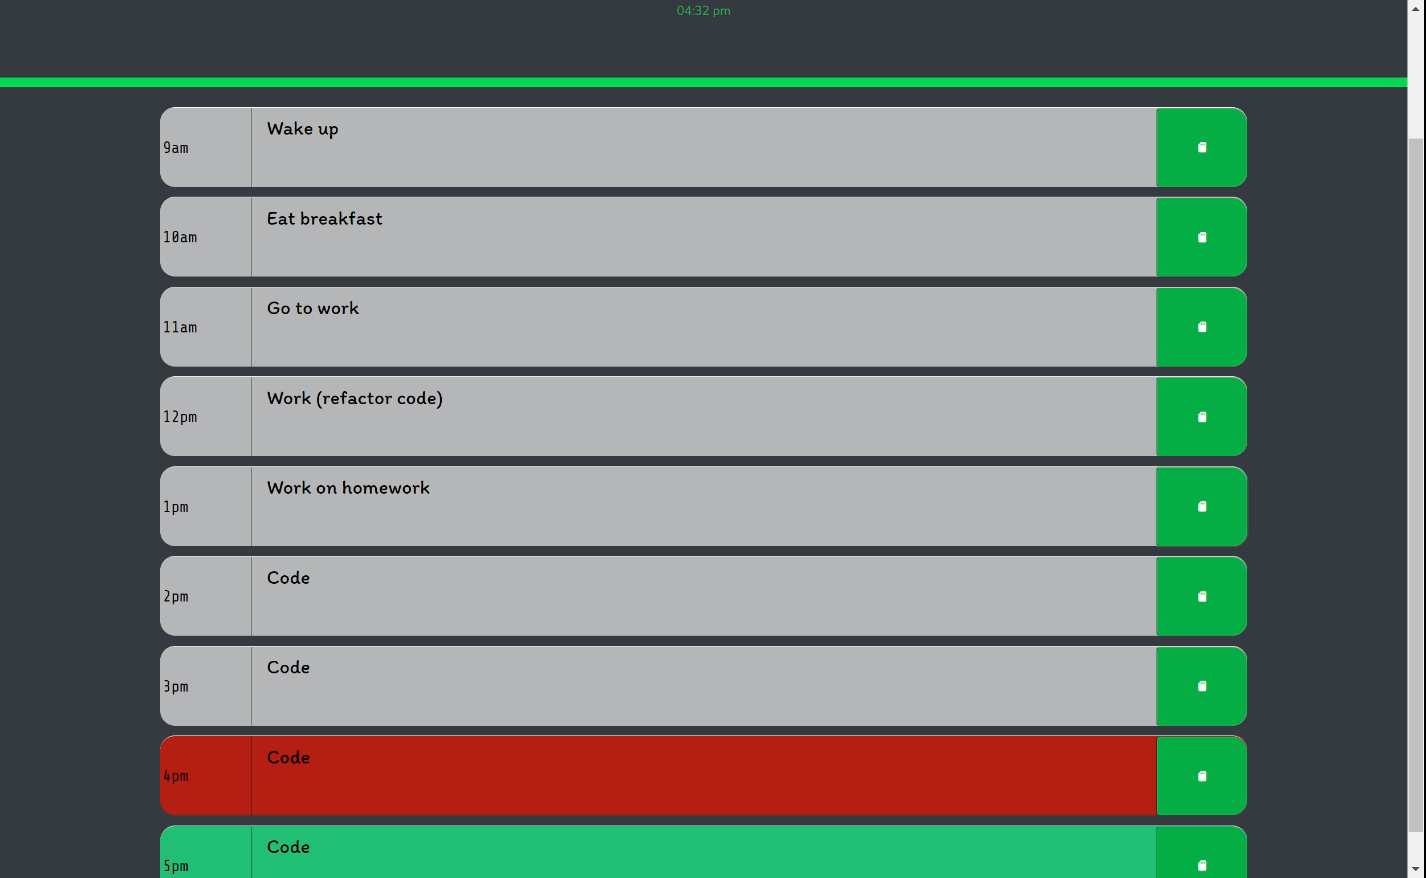 04:32 pm
9am
Wake up
10am
Eat breakfast
11am
Go to work
12pm
Work (refactor code)
1pm
Work on homework
2pm
Code
3pm
Code
4pm
Code
5pm
Code